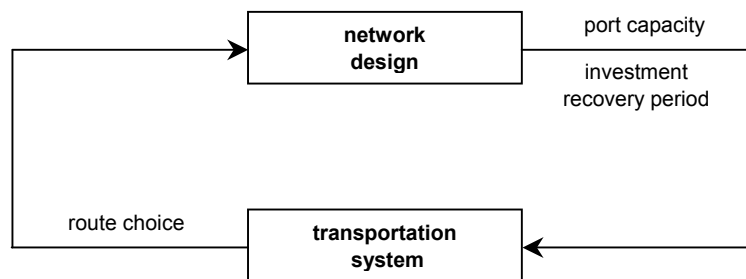 network
design
port capacity
investment
recovery period
route choice
transportation
system